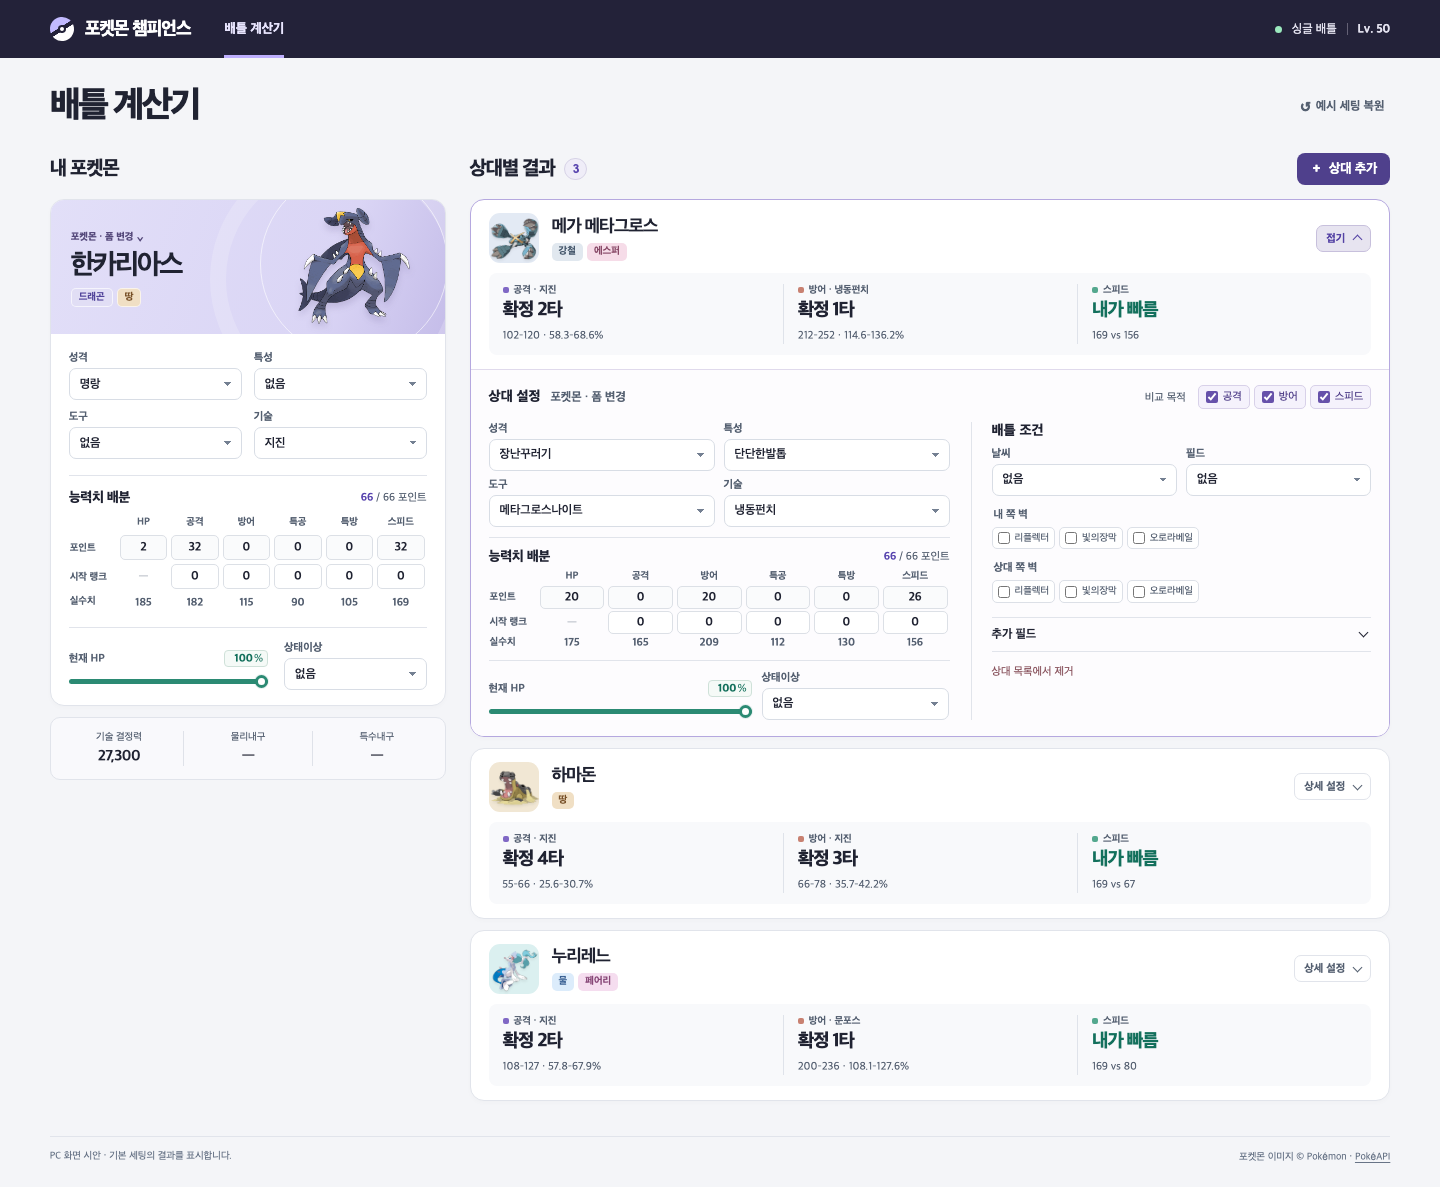 포켓몬 챔피언스
배틀 계산기
싱글 배틀
Lv. 50
배틀 계산기
↺ 예시 세팅 복원
내 포켓몬
포켓몬 · 폼 변경
한카리아스
드래곤 땅
성격 특성
명랑 없음
도구 기술
없음 지진
능력치 배분 66 / 66 포인트
HP 공격 방어 특공 특방 스피드
포인트 2 32 0 0 0 32
시작 랭크 — 0 0 0 0 0
실수치 185 182 115 90 105 169
현재 HP 100% 상태이상
없음
기술 결정력 물리내구 특수내구
27,300 — —
상대별 결과 3
+ 상대 추가
메가 메타그로스
강철 에스퍼
접기
공격 · 지진 방어 · 냉동펀치 스피드
확정 2타 확정 1타 내가 빠름
102-120 · 58.3-68.6% 212-252 · 114.6-136.2% 169 vs 156
상대 설정 포켓몬 · 폼 변경
비교 목적 공격 방어 스피드
성격 특성
장난꾸러기 단단한발톱
도구 기술
메타그로스나이트 냉동펀치
능력치 배분 66 / 66 포인트
HP 공격 방어 특공 특방 스피드
포인트 20 0 20 0 0 26
시작 랭크 — 0 0 0 0 0
실수치 175 165 209 112 130 156
현재 HP 100% 상태이상
없음
배틀 조건
날씨 필드
없음 없음
내 쪽 벽
리플렉터 빛의장막 오로라베일
상대 쪽 벽
리플렉터 빛의장막 오로라베일
추가 필드
상대 목록에서 제거
하마돈
땅
상세 설정
공격 · 지진 방어 · 지진 스피드
확정 4타 확정 3타 내가 빠름
55-66 · 25.6-30.7% 66-78 · 35.7-42.2% 169 vs 67
누리레느
물 페어리
상세 설정
공격 · 지진 방어 · 문포스 스피드
확정 2타 확정 1타 내가 빠름
108-127 · 57.8-67.9% 200-236 · 108.1-127.6% 169 vs 80
PC 화면 시안 · 기본 세팅의 결과를 표시합니다.
포켓몬 이미지 © Pokémon · PokéAPI